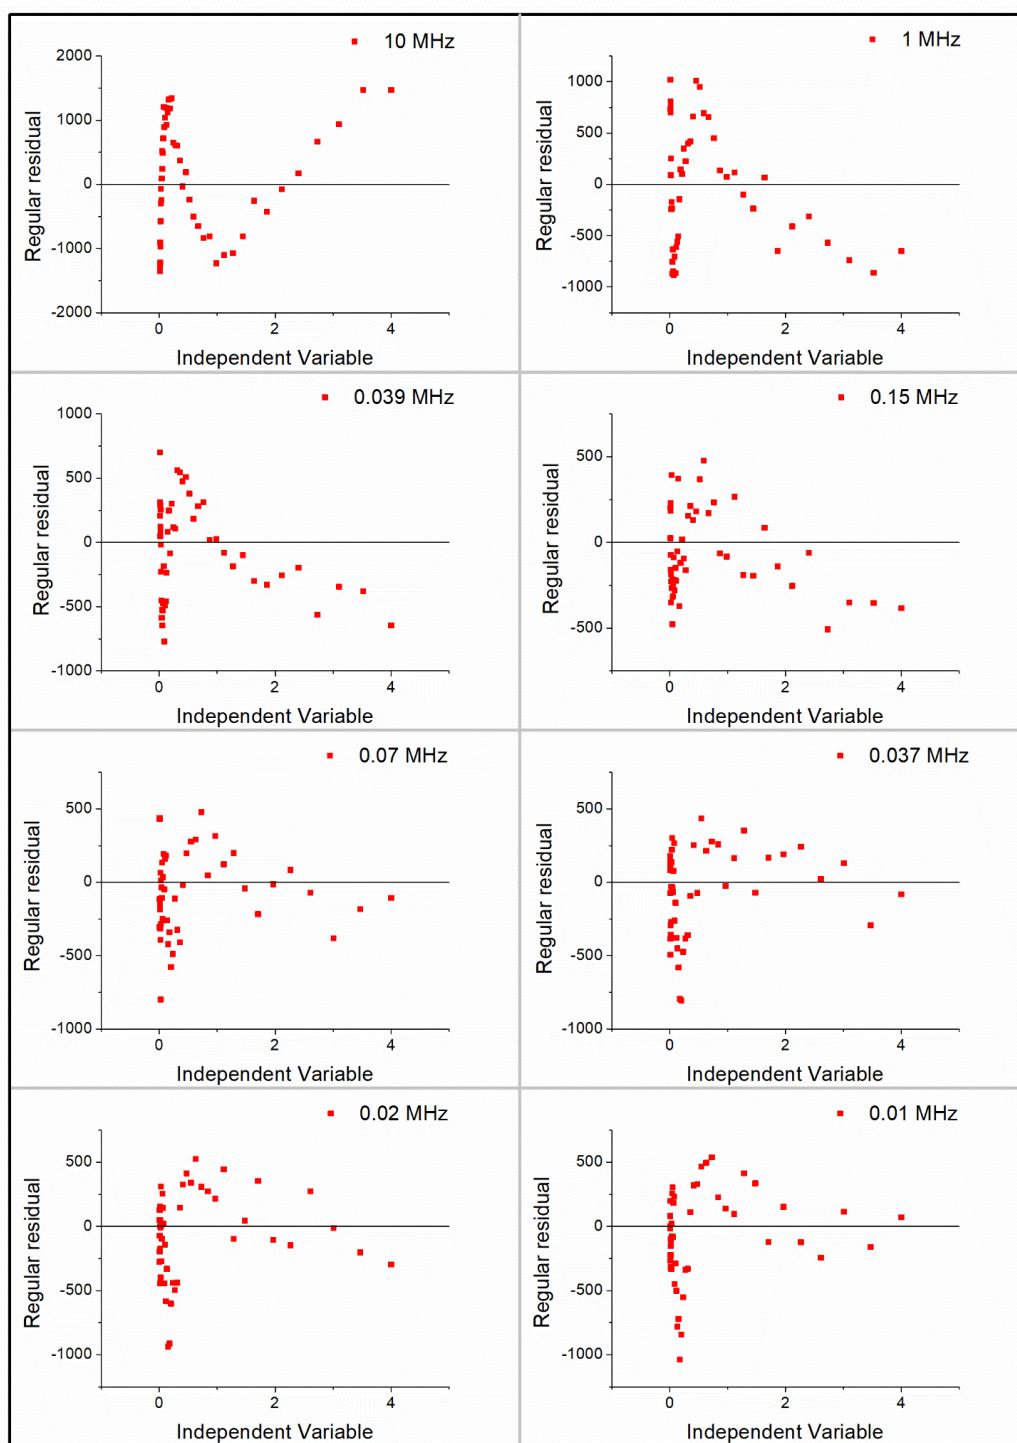 10 MHz
2000
1000
0
-1000
-2000
0
2
4
Regular residual
Independent Variable
1 MHz
1000
500
0
-500
-1000
0
2
4
Regular residual
Independent Variable
0.039 MHz
1000
500
0
-500
-1000
0
2
4
Regular residual
Independent Variable
0.15 MHz
500
0
-500
0
2
4
Regular residual
Independent Variable
0.07 MHz
500
0
-500
-1000
0
2
4
Regular residual
Independent Variable
0.037 MHz
500
0
-500
-1000
0
2
4
Regular residual
Independent Variable
0.02 MHz
500
0
-500
-1000
0
2
4
Regular residual
Independent Variable
0.01 MHz
500
0
-500
-1000
0
2
4
Regular residual
Independent Variable